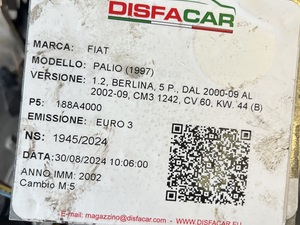 DISFACAR
MARCA: FIAT
MODELLO: PALIO (1997)
VERSIONE: 1.2, BERLINA, 5 P., DAL 2000-09 AL
2002-09, CM3 1242, CV 60, KW. 44 (B)
P5: 188A4000
EMISSIONE: EURO 3
NS: 1945/2024
DATA: 30/08/2024 10:06:00
ANNO IMM: 2002
Cambio M:5
E-mail: magazzino@disfacar.com
WWW.DISFACAR.EU